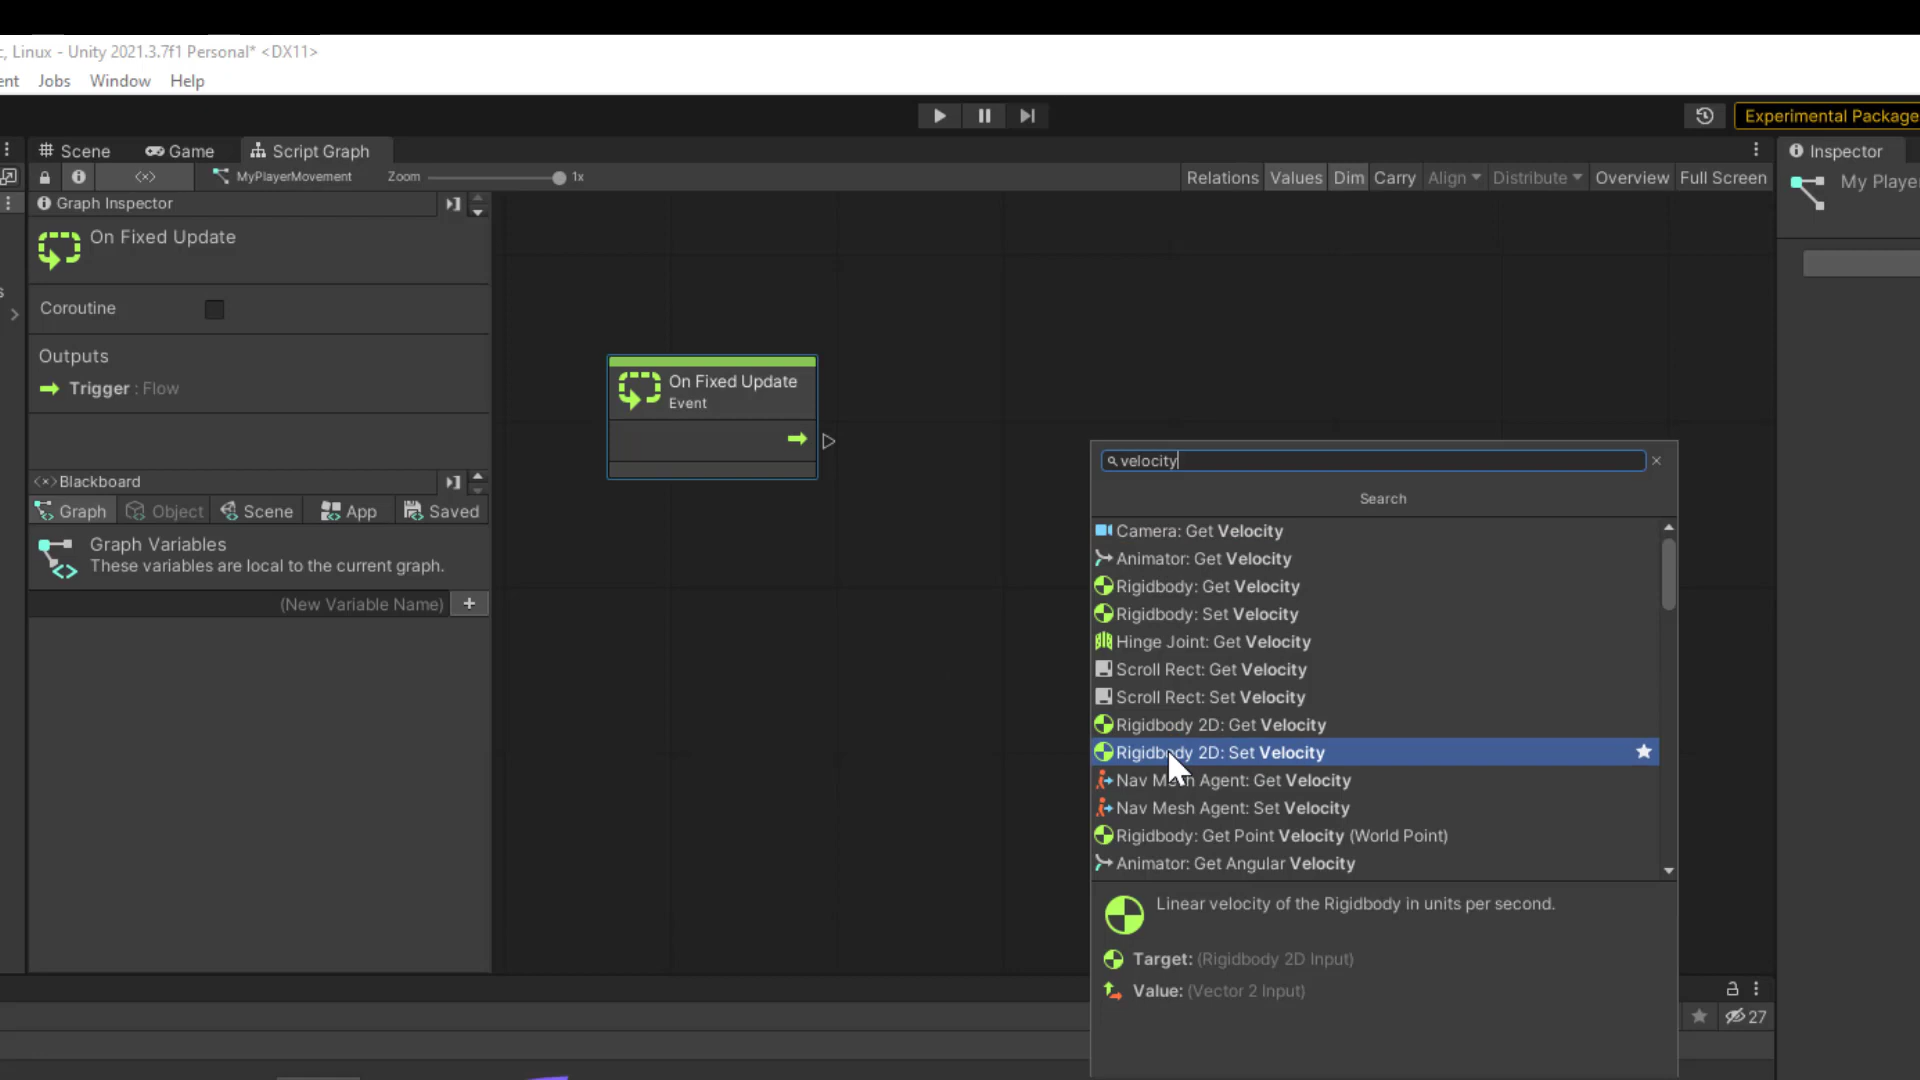 c, Linux - Unity 2021.3.7f1 Personal* <DX11>
ent Jobs Window Help
Experimental Package
Scene Game Script Graph
Inspector
<×> MyPlayerMovement Zoom 1x
Relations Values Dim Carry Align Distribute Overview Full Screen
My Player
Graph Inspector
On Fixed Update
Coroutine
Outputs
Trigger : Flow
On Fixed Update
Event
<×> Blackboard
Graph Object Scene App Saved
Graph Variables
These variables are local to the current graph.
(New Variable Name) +
velocity
Search
Camera: Get Velocity
Animator: Get Velocity
Rigidbody: Get Velocity
Rigidbody: Set Velocity
Hinge Joint: Get Velocity
Scroll Rect: Get Velocity
Scroll Rect: Set Velocity
Rigidbody 2D: Get Velocity
Rigidbody 2D: Set Velocity
Nav Mesh Agent: Get Velocity
Nav Mesh Agent: Set Velocity
Rigidbody: Get Point Velocity (World Point)
Animator: Get Angular Velocity
Linear velocity of the Rigidbody in units per second.
Target: (Rigidbody 2D Input)
Value: (Vector 2 Input)
27